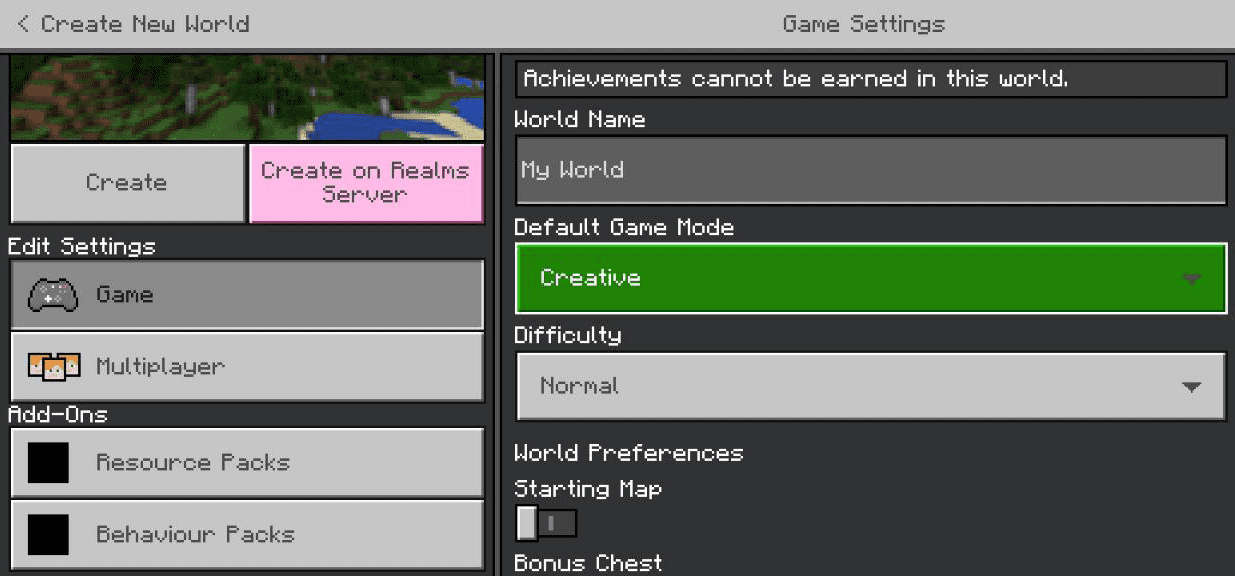 < Create New World
Game Settings
Create
Create on Realms
Server
Edit Settings
Game
Multiplayer
Add-Ons
Resource Packs
Behaviour Packs
Achievements cannot be earned in this world.
World Name
My World
Default Game Mode
Creative
Difficulty
Normal
World Preferences
Starting Map
Bonus Chest